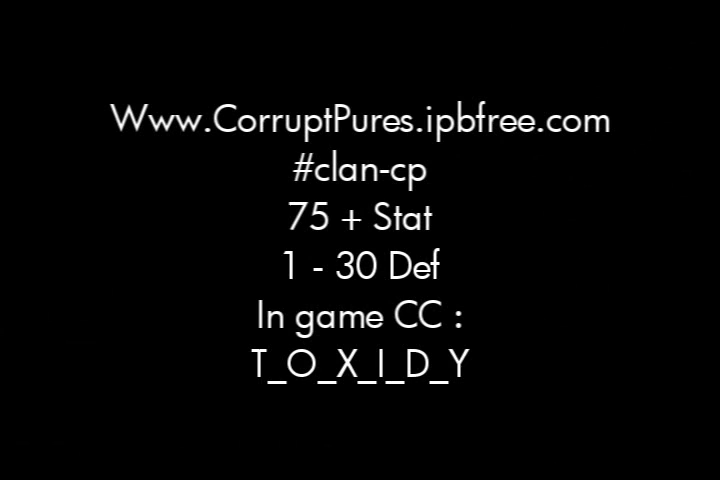 Www.CorruptPures.ipbfree.com
#clan-cp
75 + Stat
1 - 30 Def
In game CC :
T_O_X_I_D_Y